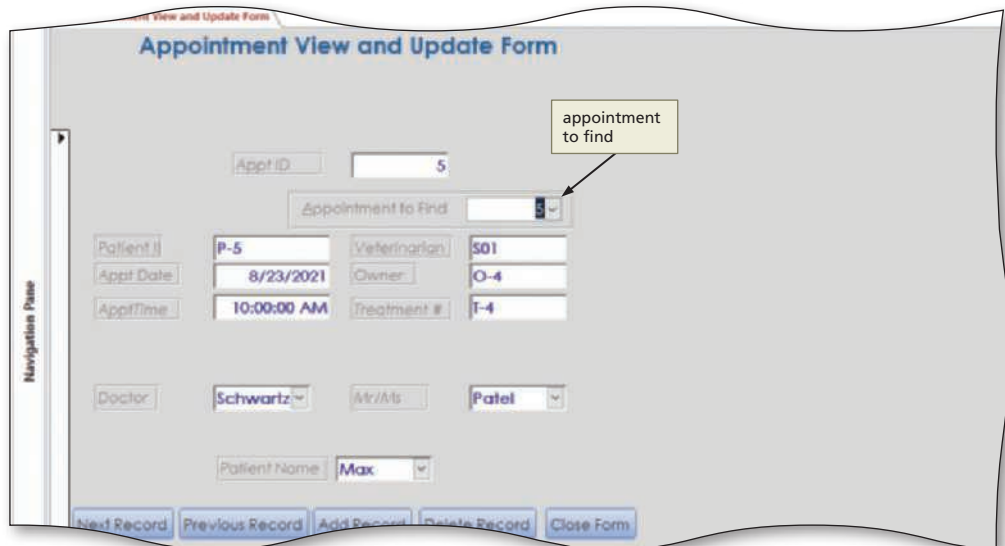 ment View and Update Form
Appointment View and Update Form
appointment
to find
Appt ID 5
Appointment to Find 5
Patient II P-5 Veterinarian S01
Appt Date 8/23/2021 Owner O-4
ApptTime 10:00:00 AM Treatment # T-4
Navigation Pane
Doctor Schwartz Mr/Ms Patel
Patient Name Max
Next Record Previous Record Add Record Delete Record Close Form